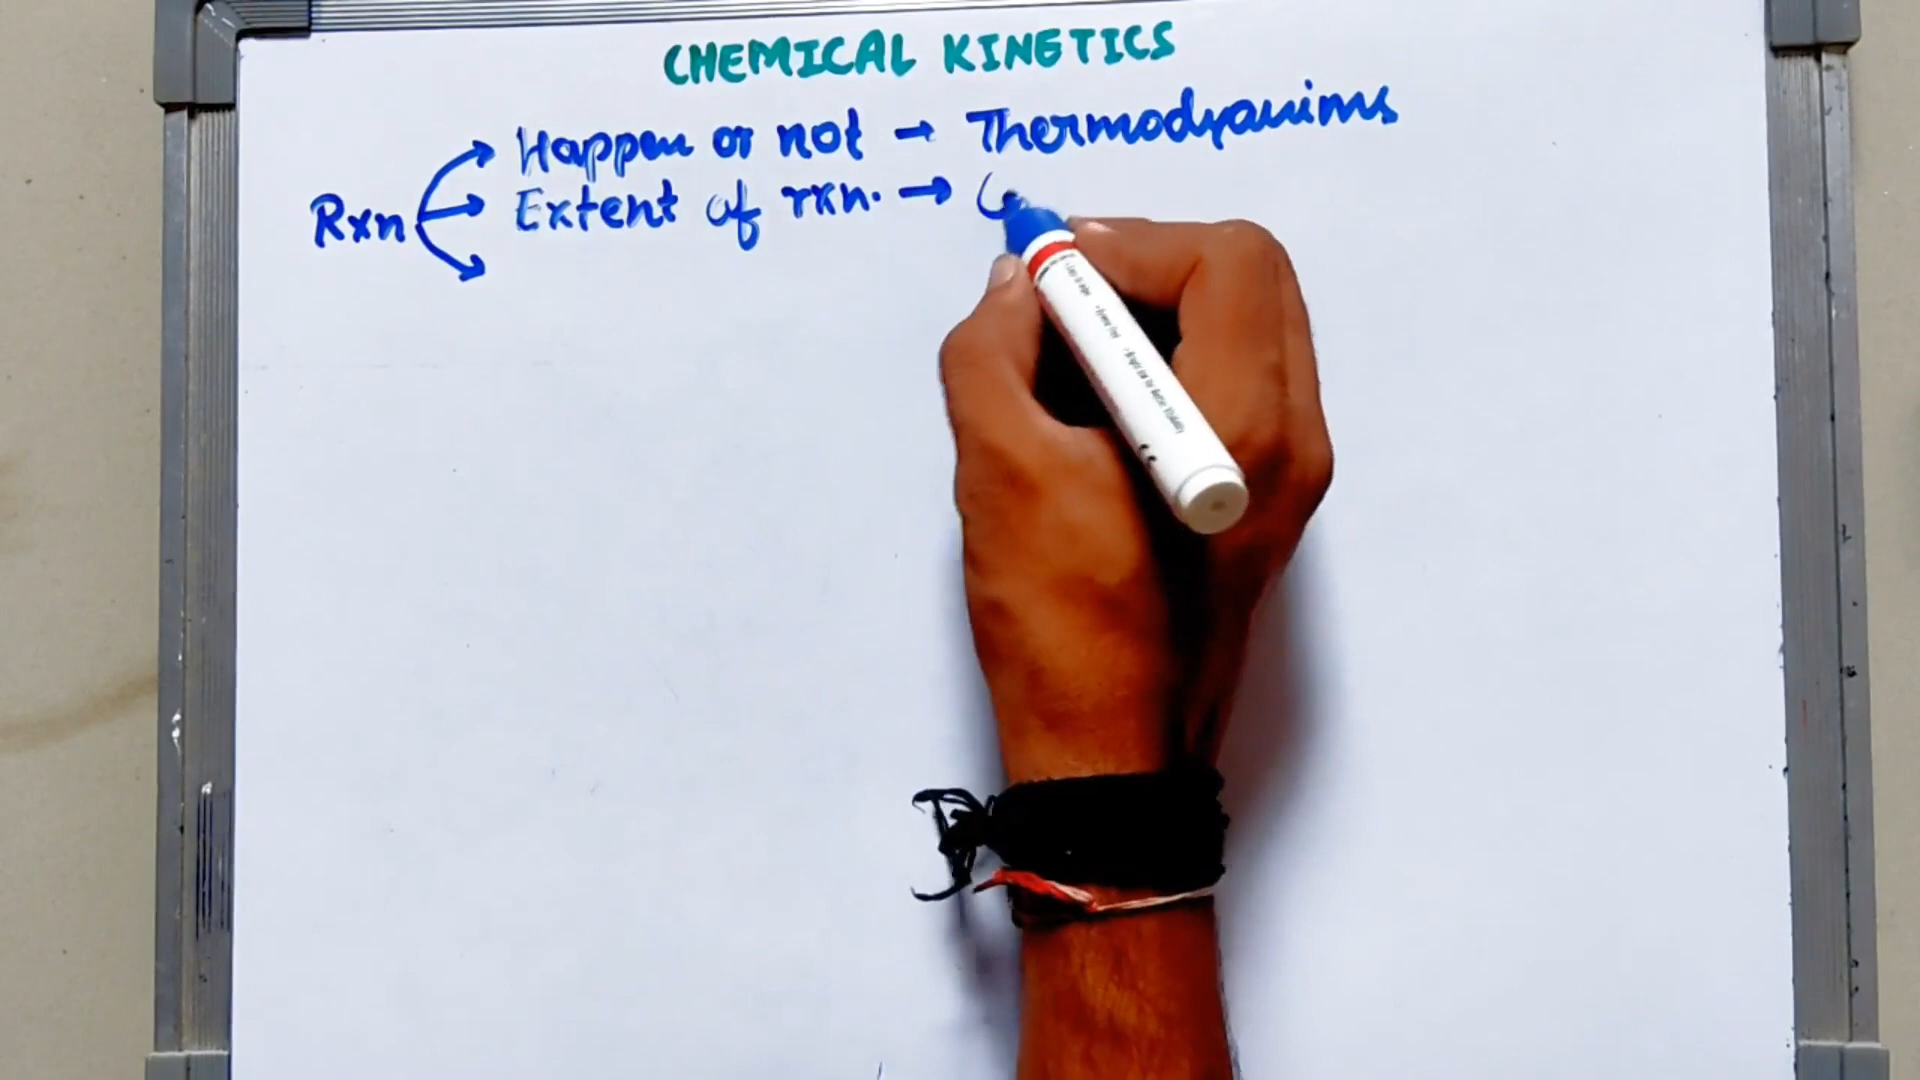 CHEMICAL KINETICS
Happen or not → Thermodyanims
Rxn Extent of rxn. →